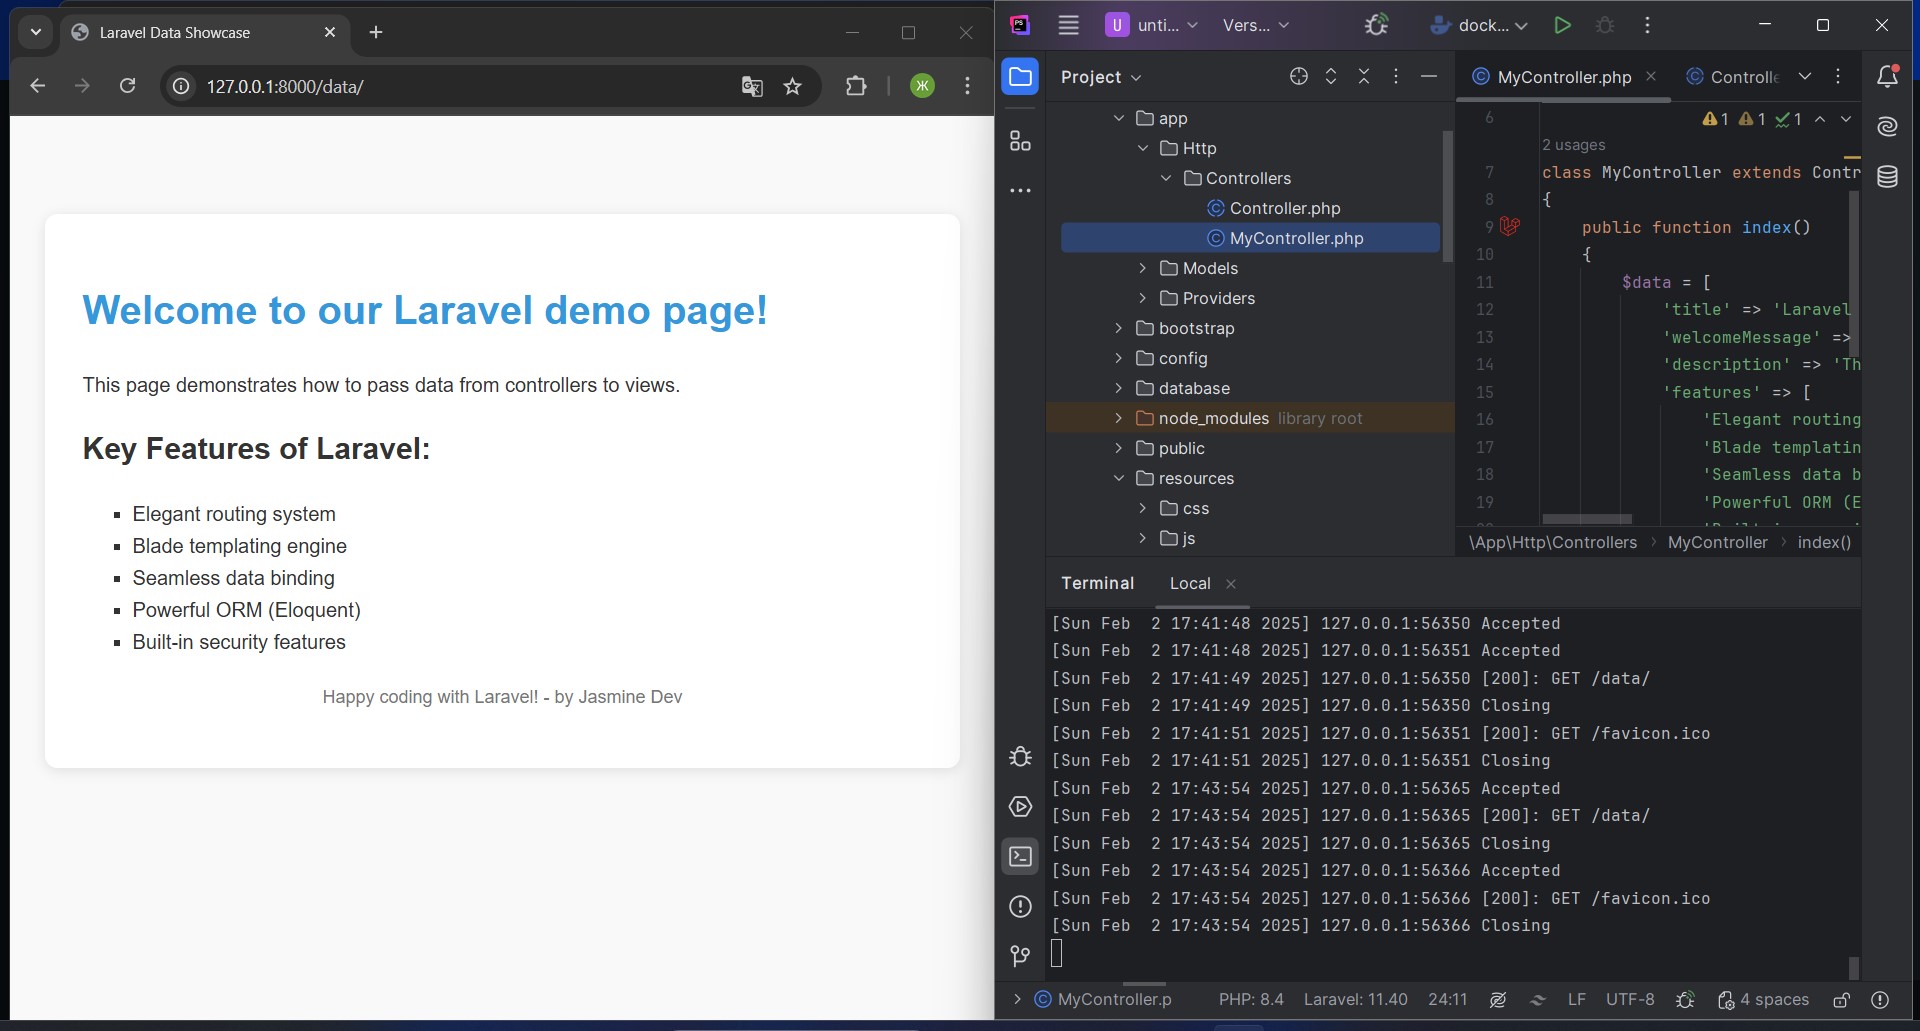 Laravel Data Showcase
127.0.0.1:8000/data/
Ж
Welcome to our Laravel demo page!
This page demonstrates how to pass data from controllers to views.
Key Features of Laravel:
Elegant routing system
Blade templating engine
Seamless data binding
Powerful ORM (Eloquent)
Built-in security features
Happy coding with Laravel! - by Jasmine Dev
PS
U unti...
Vers...
dock...
Project
app
Http
Controllers
Controller.php
MyController.php
Models
Providers
bootstrap
config
database
node_modules library root
public
resources
css
js
MyController.php
Controlle
6
1 1 1
2 usages
7 class MyController extends Contr
8 {
9 public function index()
10 {
11 $data = [
12 'title' => 'Laravel
13 'welcomeMessage' =>
14 'description' => 'Th
15 'features' => [
16 'Elegant routing
17 'Blade templatin
18 'Seamless data b
19 'Powerful ORM (E
\App\Http\Controllers > MyController > index()
Terminal
Local
[Sun Feb  2 17:41:48 2025] 127.0.0.1:56350 Accepted
[Sun Feb  2 17:41:48 2025] 127.0.0.1:56351 Accepted
[Sun Feb  2 17:41:49 2025] 127.0.0.1:56350 [200]: GET /data/
[Sun Feb  2 17:41:49 2025] 127.0.0.1:56350 Closing
[Sun Feb  2 17:41:51 2025] 127.0.0.1:56351 [200]: GET /favicon.ico
[Sun Feb  2 17:41:51 2025] 127.0.0.1:56351 Closing
[Sun Feb  2 17:43:54 2025] 127.0.0.1:56365 Accepted
[Sun Feb  2 17:43:54 2025] 127.0.0.1:56365 [200]: GET /data/
[Sun Feb  2 17:43:54 2025] 127.0.0.1:56365 Closing
[Sun Feb  2 17:43:54 2025] 127.0.0.1:56366 Accepted
[Sun Feb  2 17:43:54 2025] 127.0.0.1:56366 [200]: GET /favicon.ico
[Sun Feb  2 17:43:54 2025] 127.0.0.1:56366 Closing
MyController.p
PHP: 8.4
Laravel: 11.40
24:11
LF
UTF-8
4 spaces